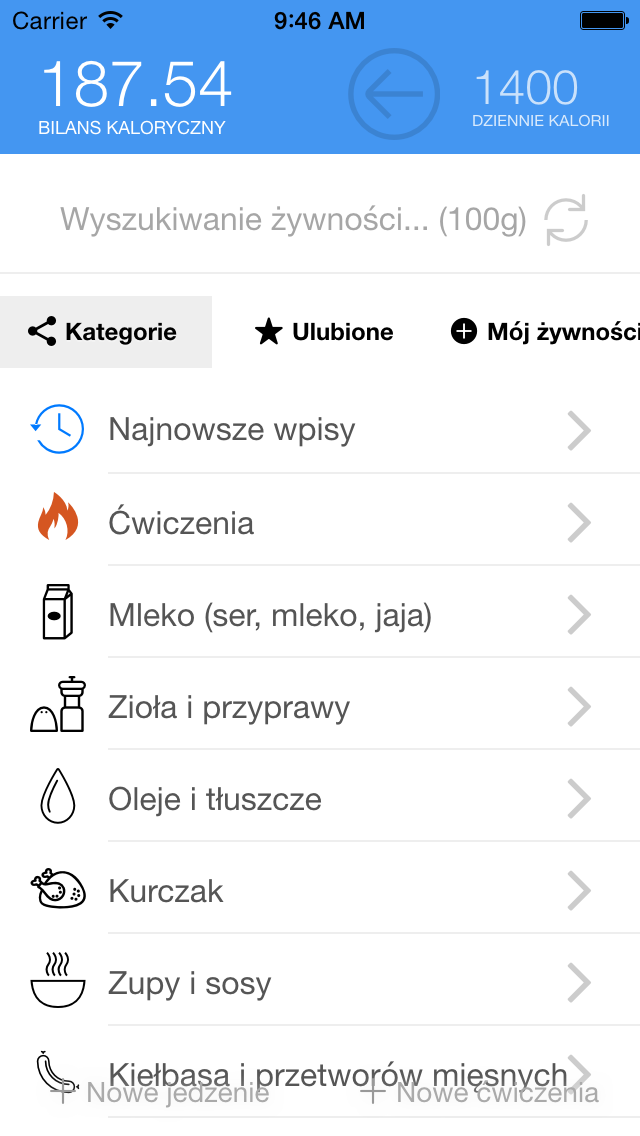 Carrier 9:46 AM
187.54 1400
BILANS KALORYCZNY DZIENNIE KALORII
Wyszukiwanie żywności... (100g)
Kategorie Ulubione Mój żywności
Najnowsze wpisy
Ćwiczenia
Mleko (ser, mleko, jaja)
Zioła i przyprawy
Oleje i tłuszcze
Kurczak
Zupy i sosy
Kiełbasa i przetworów mięsnych
+ Nowe jedzenie + Nowe ćwiczenia